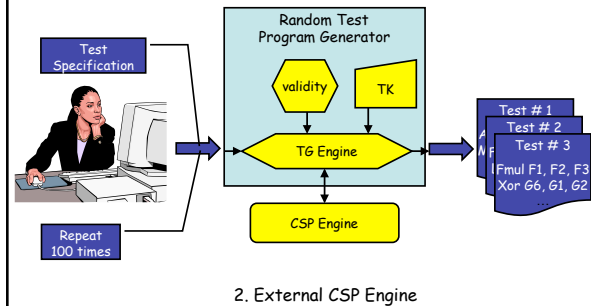 Random Test
Program Generator
Test
Specification
validity
TK
TG Engine
CSP Engine
Repeat
100 times
Test # 1
Test # 2
Test # 3
Fmul F1, F2, F3
Xor G6, G1, G2
...
2. External CSP Engine